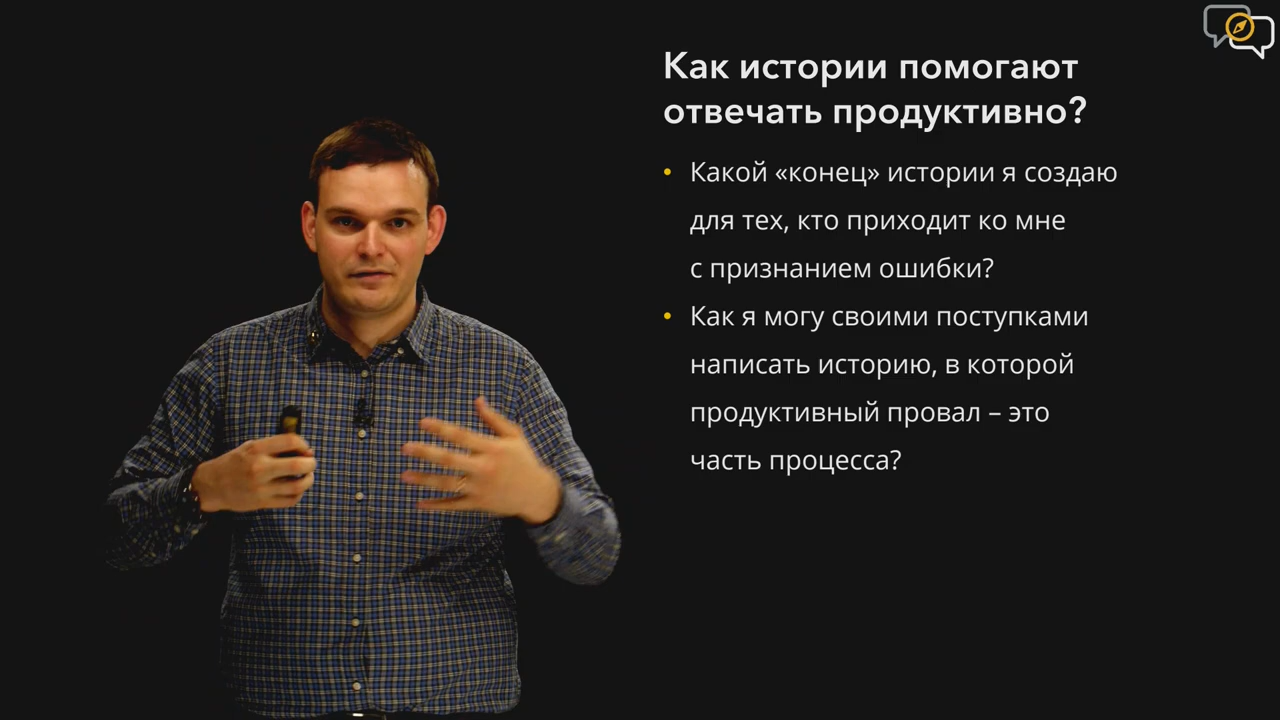 Как истории помогают
отвечать продуктивно?
• Какой «конец» истории я создаю
для тех, кто приходит ко мне
с признанием ошибки?
• Как я могу своими поступками
написать историю, в которой
продуктивный провал – это
часть процесса?